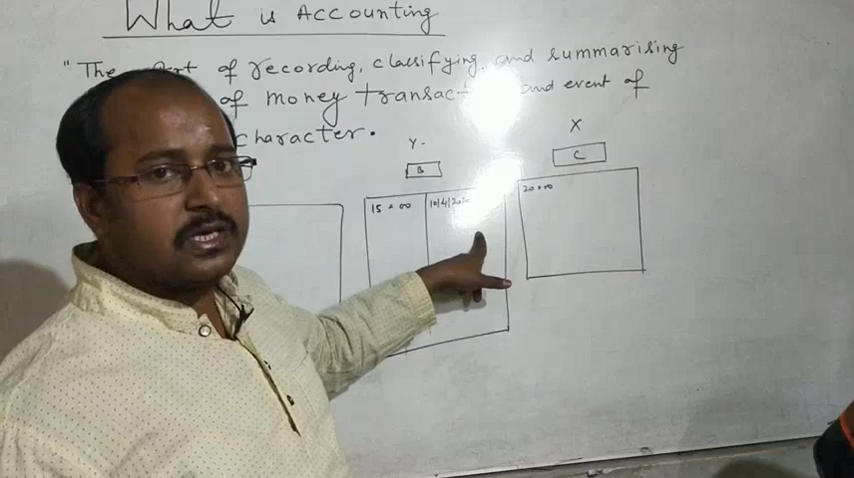 What is Accounting
"The Art of recording, classifying and summarising
of money transact and event of
character.
Y-
X
B
C
15000
10/4/2020
20000